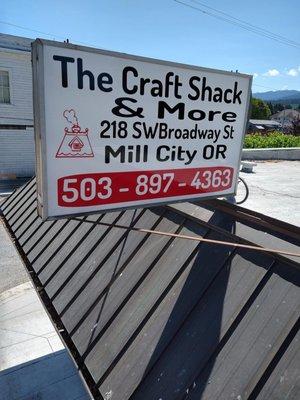 The Craft Shack
& More
218 SWBroadway St
Mill City OR
503-897-4363